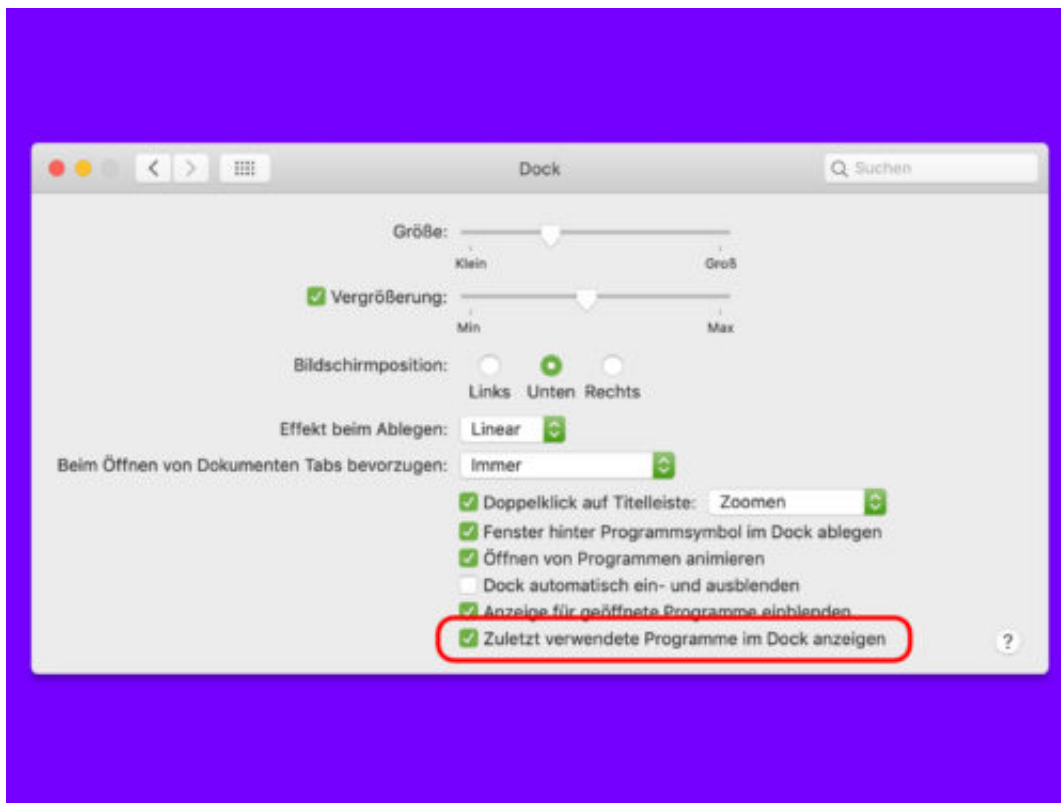 Dock
Suchen
Größe:
Klein Groß
Vergrößerung:
Min Max
Bildschirmposition:
Links Unten Rechts
Effekt beim Ablegen: Linear
Beim Öffnen von Dokumenten Tabs bevorzugen: Immer
Doppelklick auf Titelleiste: Zoomen
Fenster hinter Programmsymbol im Dock ablegen
Öffnen von Programmen animieren
Dock automatisch ein- und ausblenden
Anzeige für geöffnete Programme einblenden
Zuletzt verwendete Programme im Dock anzeigen
?